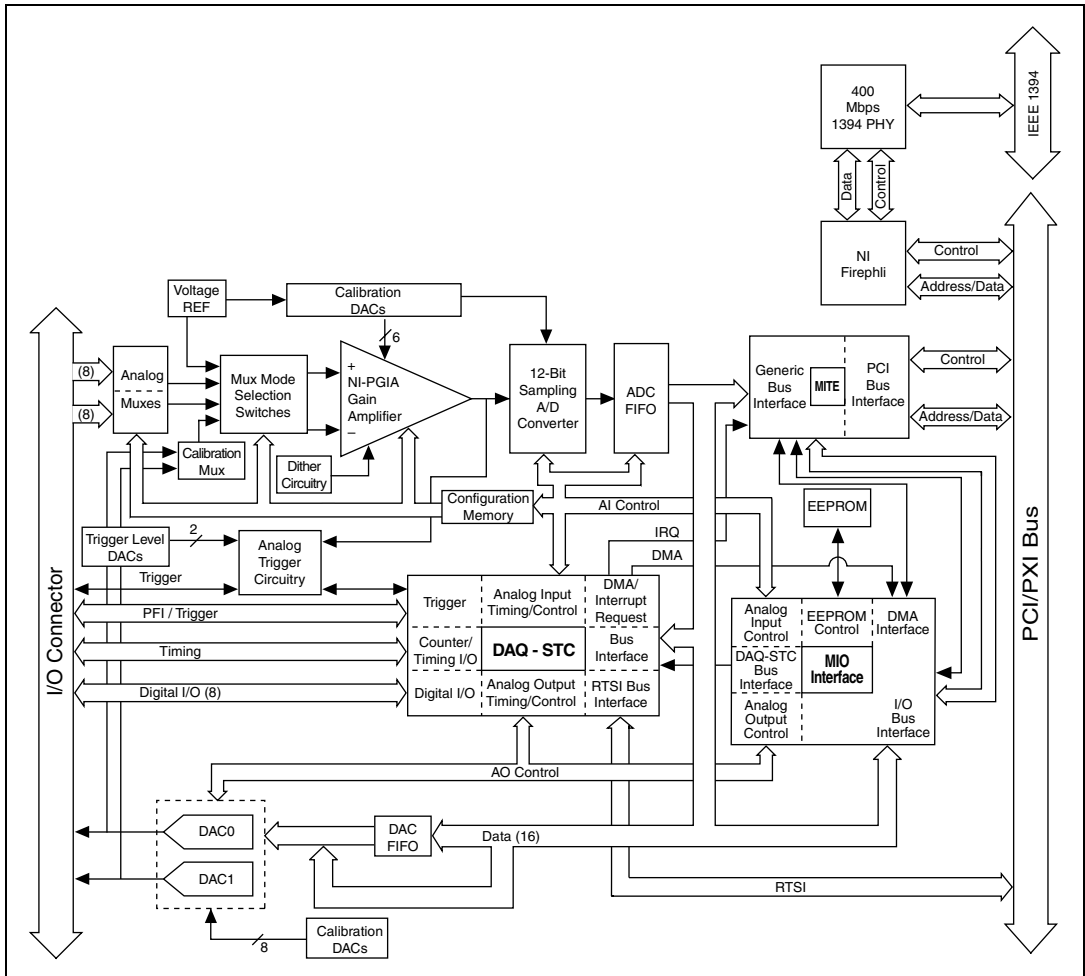 400
Mbps
1394 PHY
IEEE 1394
Data
Control
NI
Firephli
Control
Address/Data
PCI/PXI Bus
Voltage
REF
Calibration
DACs
6
I/O Connector
(8)
(8)
Analog
Muxes
Mux Mode
Selection
Switches
+
NI-PGIA
Gain
Amplifier
–
12-Bit
Sampling
A/D
Converter
ADC
FIFO
Generic
Bus
Interface
MITE
PCI
Bus
Interface
Control
Address/Data
Calibration
Mux
Dither
Circuitry
Configuration
Memory
AI Control
EEPROM
IRQ
DMA
Trigger Level
DACs
2
Analog
Trigger
Circuitry
Trigger
PFI / Trigger
Timing
Digital I/O (8)
Trigger
Analog Input
Timing/Control
DMA/
Interrupt
Request
Counter/
Timing I/O
DAQ - STC
Bus
Interface
Digital I/O
Analog Output
Timing/Control
RTSI Bus
Interface
Analog
Input
Control
EEPROM
Control
DMA
Interface
DAQ-STC
Bus
Interface
MIO
Interface
Analog
Output
Control
I/O
Bus
Interface
AO Control
DAC0
DAC1
DAC
FIFO
Data (16)
RTSI
8
Calibration
DACs